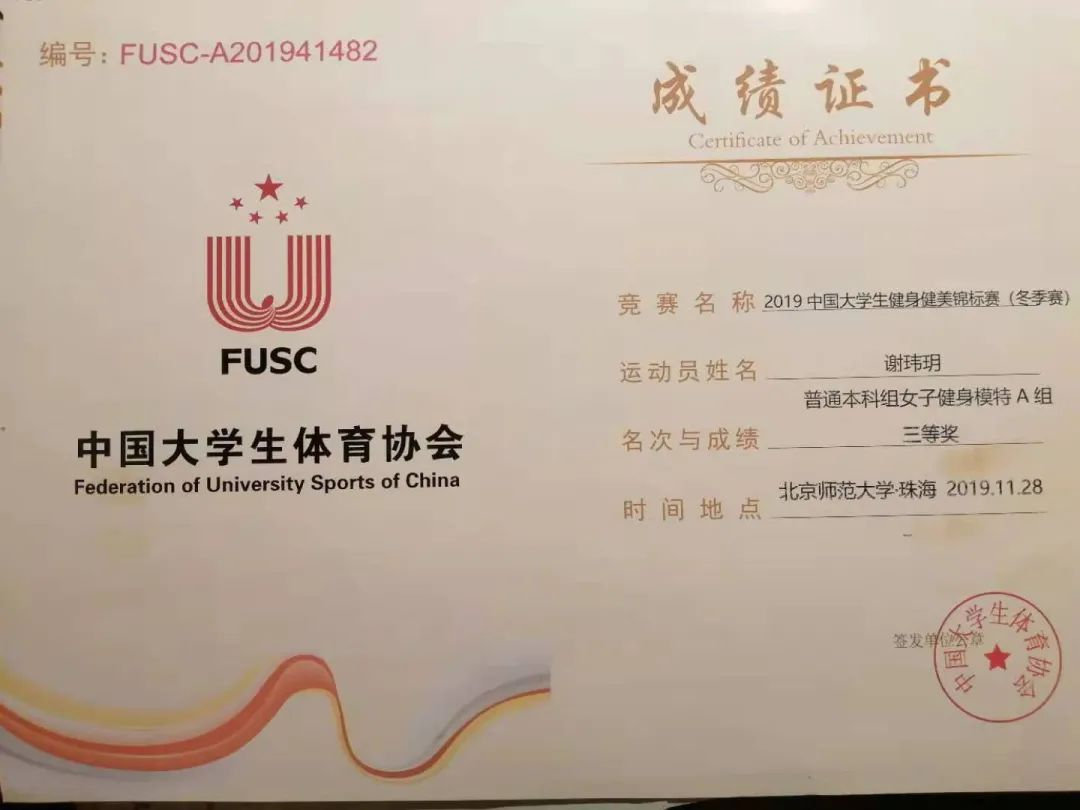 编号：FUSC-A201941482
FUSC
中国大学生体育协会
Federation of University Sports of China
成绩证书
Certificate of Achievement
竞赛名称 2019 中国大学生健身健美锦标赛（冬季赛）
运动员姓名 谢玮玥
普通本科组女子健身模特 A 组
名次与成绩 三等奖
时间地点 北京师范大学·珠海 2019.11.28
签发单位公章
中国大学生体育协会